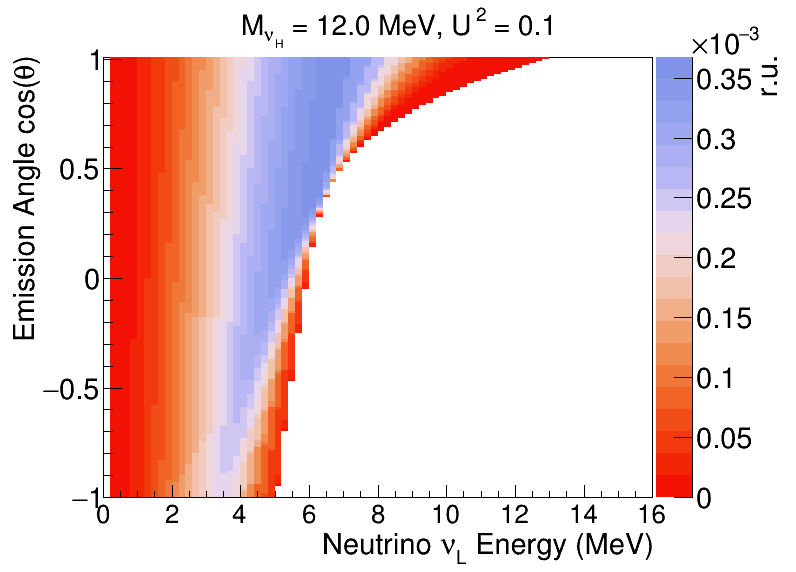 M_{ν_H} = 12.0 MeV, U² = 0.1
×10⁻³
r.u.
Emission Angle cos(θ)
1
0.5
0
−0.5
−1
0 2 4 6 8 10 12 14 16
Neutrino ν_L Energy (MeV)
0.35
0.3
0.25
0.2
0.15
0.1
0.05
0